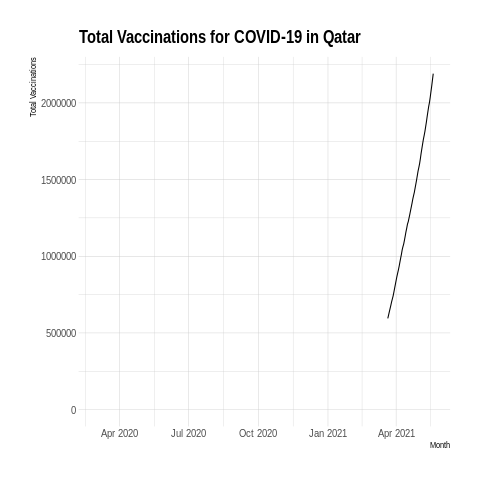 Total Vaccinations for COVID-19 in Qatar
Total Vaccinations
2000000
1500000
1000000
500000
0
Apr 2020 Jul 2020 Oct 2020 Jan 2021 Apr 2021
Month